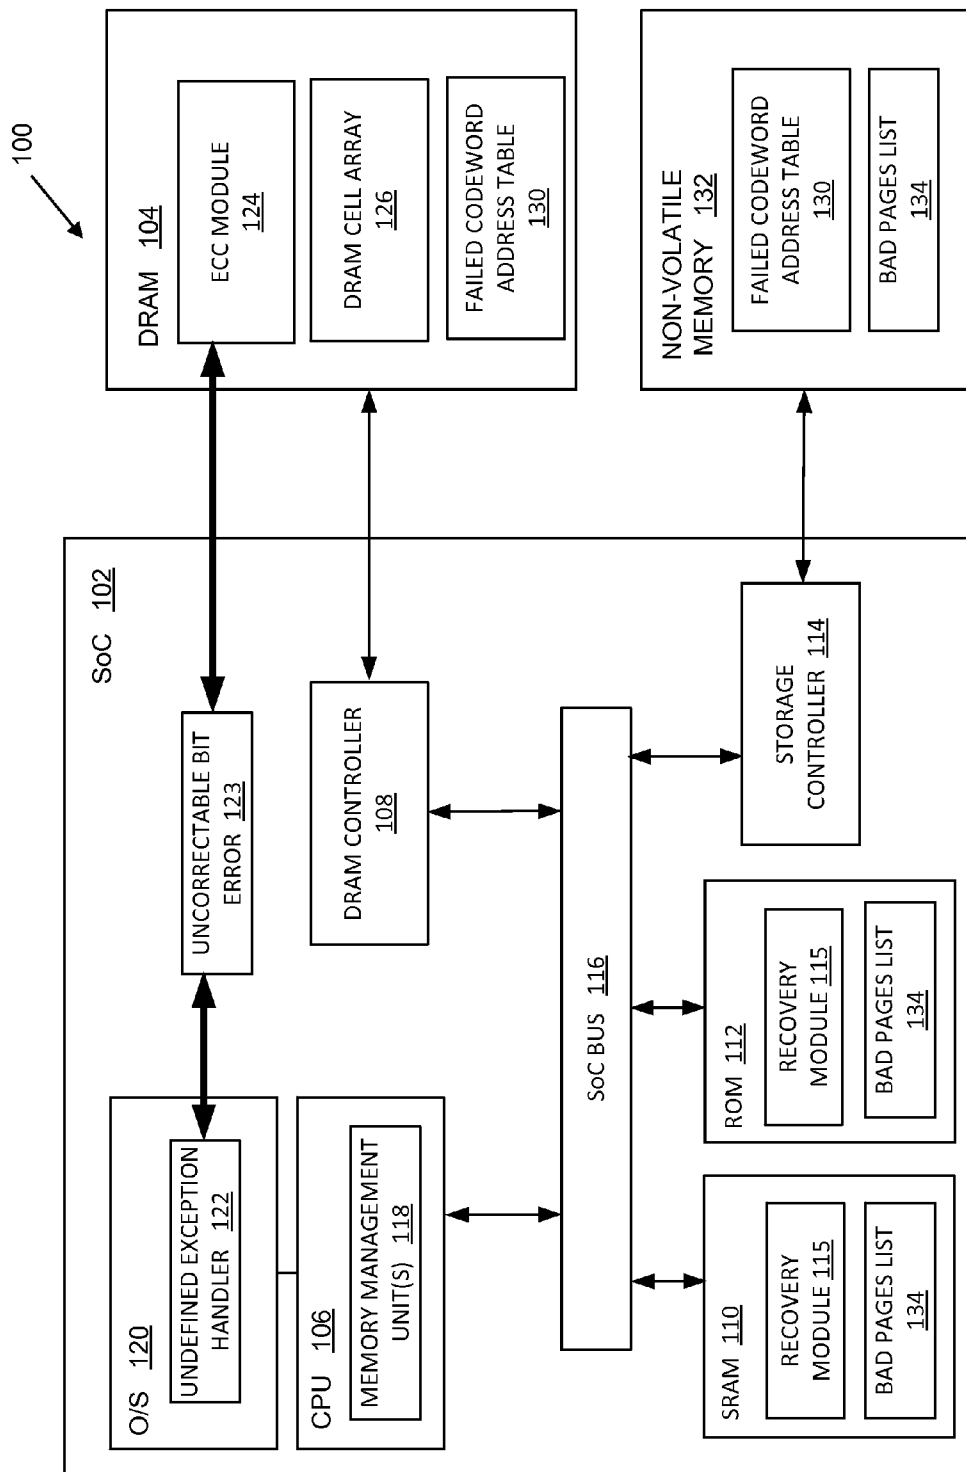 100
SoC 102
O/S 120
UNDEFINED EXCEPTION
HANDLER 122
CPU 106
MEMORY MANAGEMENT
UNIT(S) 118
UNCORRECTABLE BIT
ERROR 123
DRAM CONTROLLER
108
SoC BUS 116
SRAM 110
RECOVERY
MODULE 115
BAD PAGES LIST
134
ROM 112
RECOVERY
MODULE 115
BAD PAGES LIST
134
STORAGE
CONTROLLER 114
DRAM 104
ECC MODULE
124
DRAM CELL ARRAY
126
FAILED CODEWORD
ADDRESS TABLE
130
NON-VOLATILE
MEMORY 132
FAILED CODEWORD
ADDRESS TABLE
130
BAD PAGES LIST
134